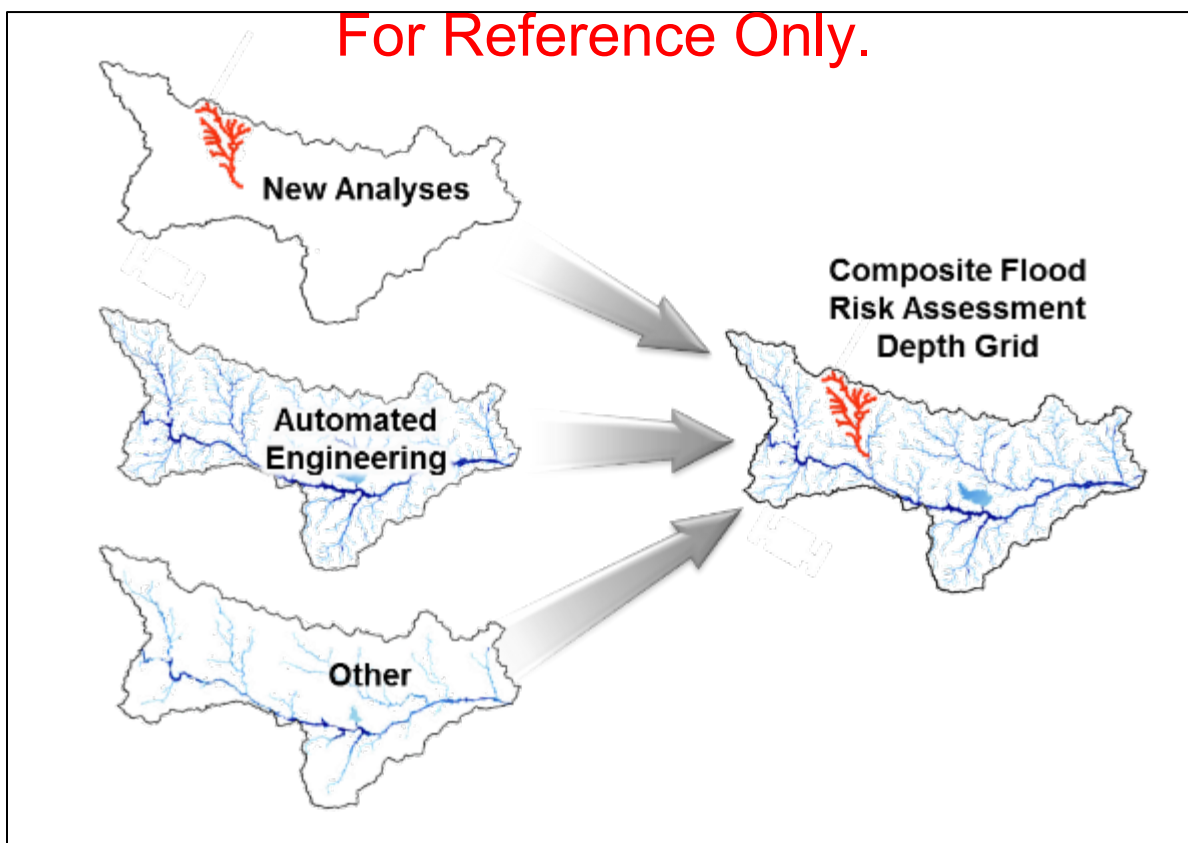 For Reference Only.
New Analyses
Composite Flood
Risk Assessment
Depth Grid
Automated
Engineering
Other